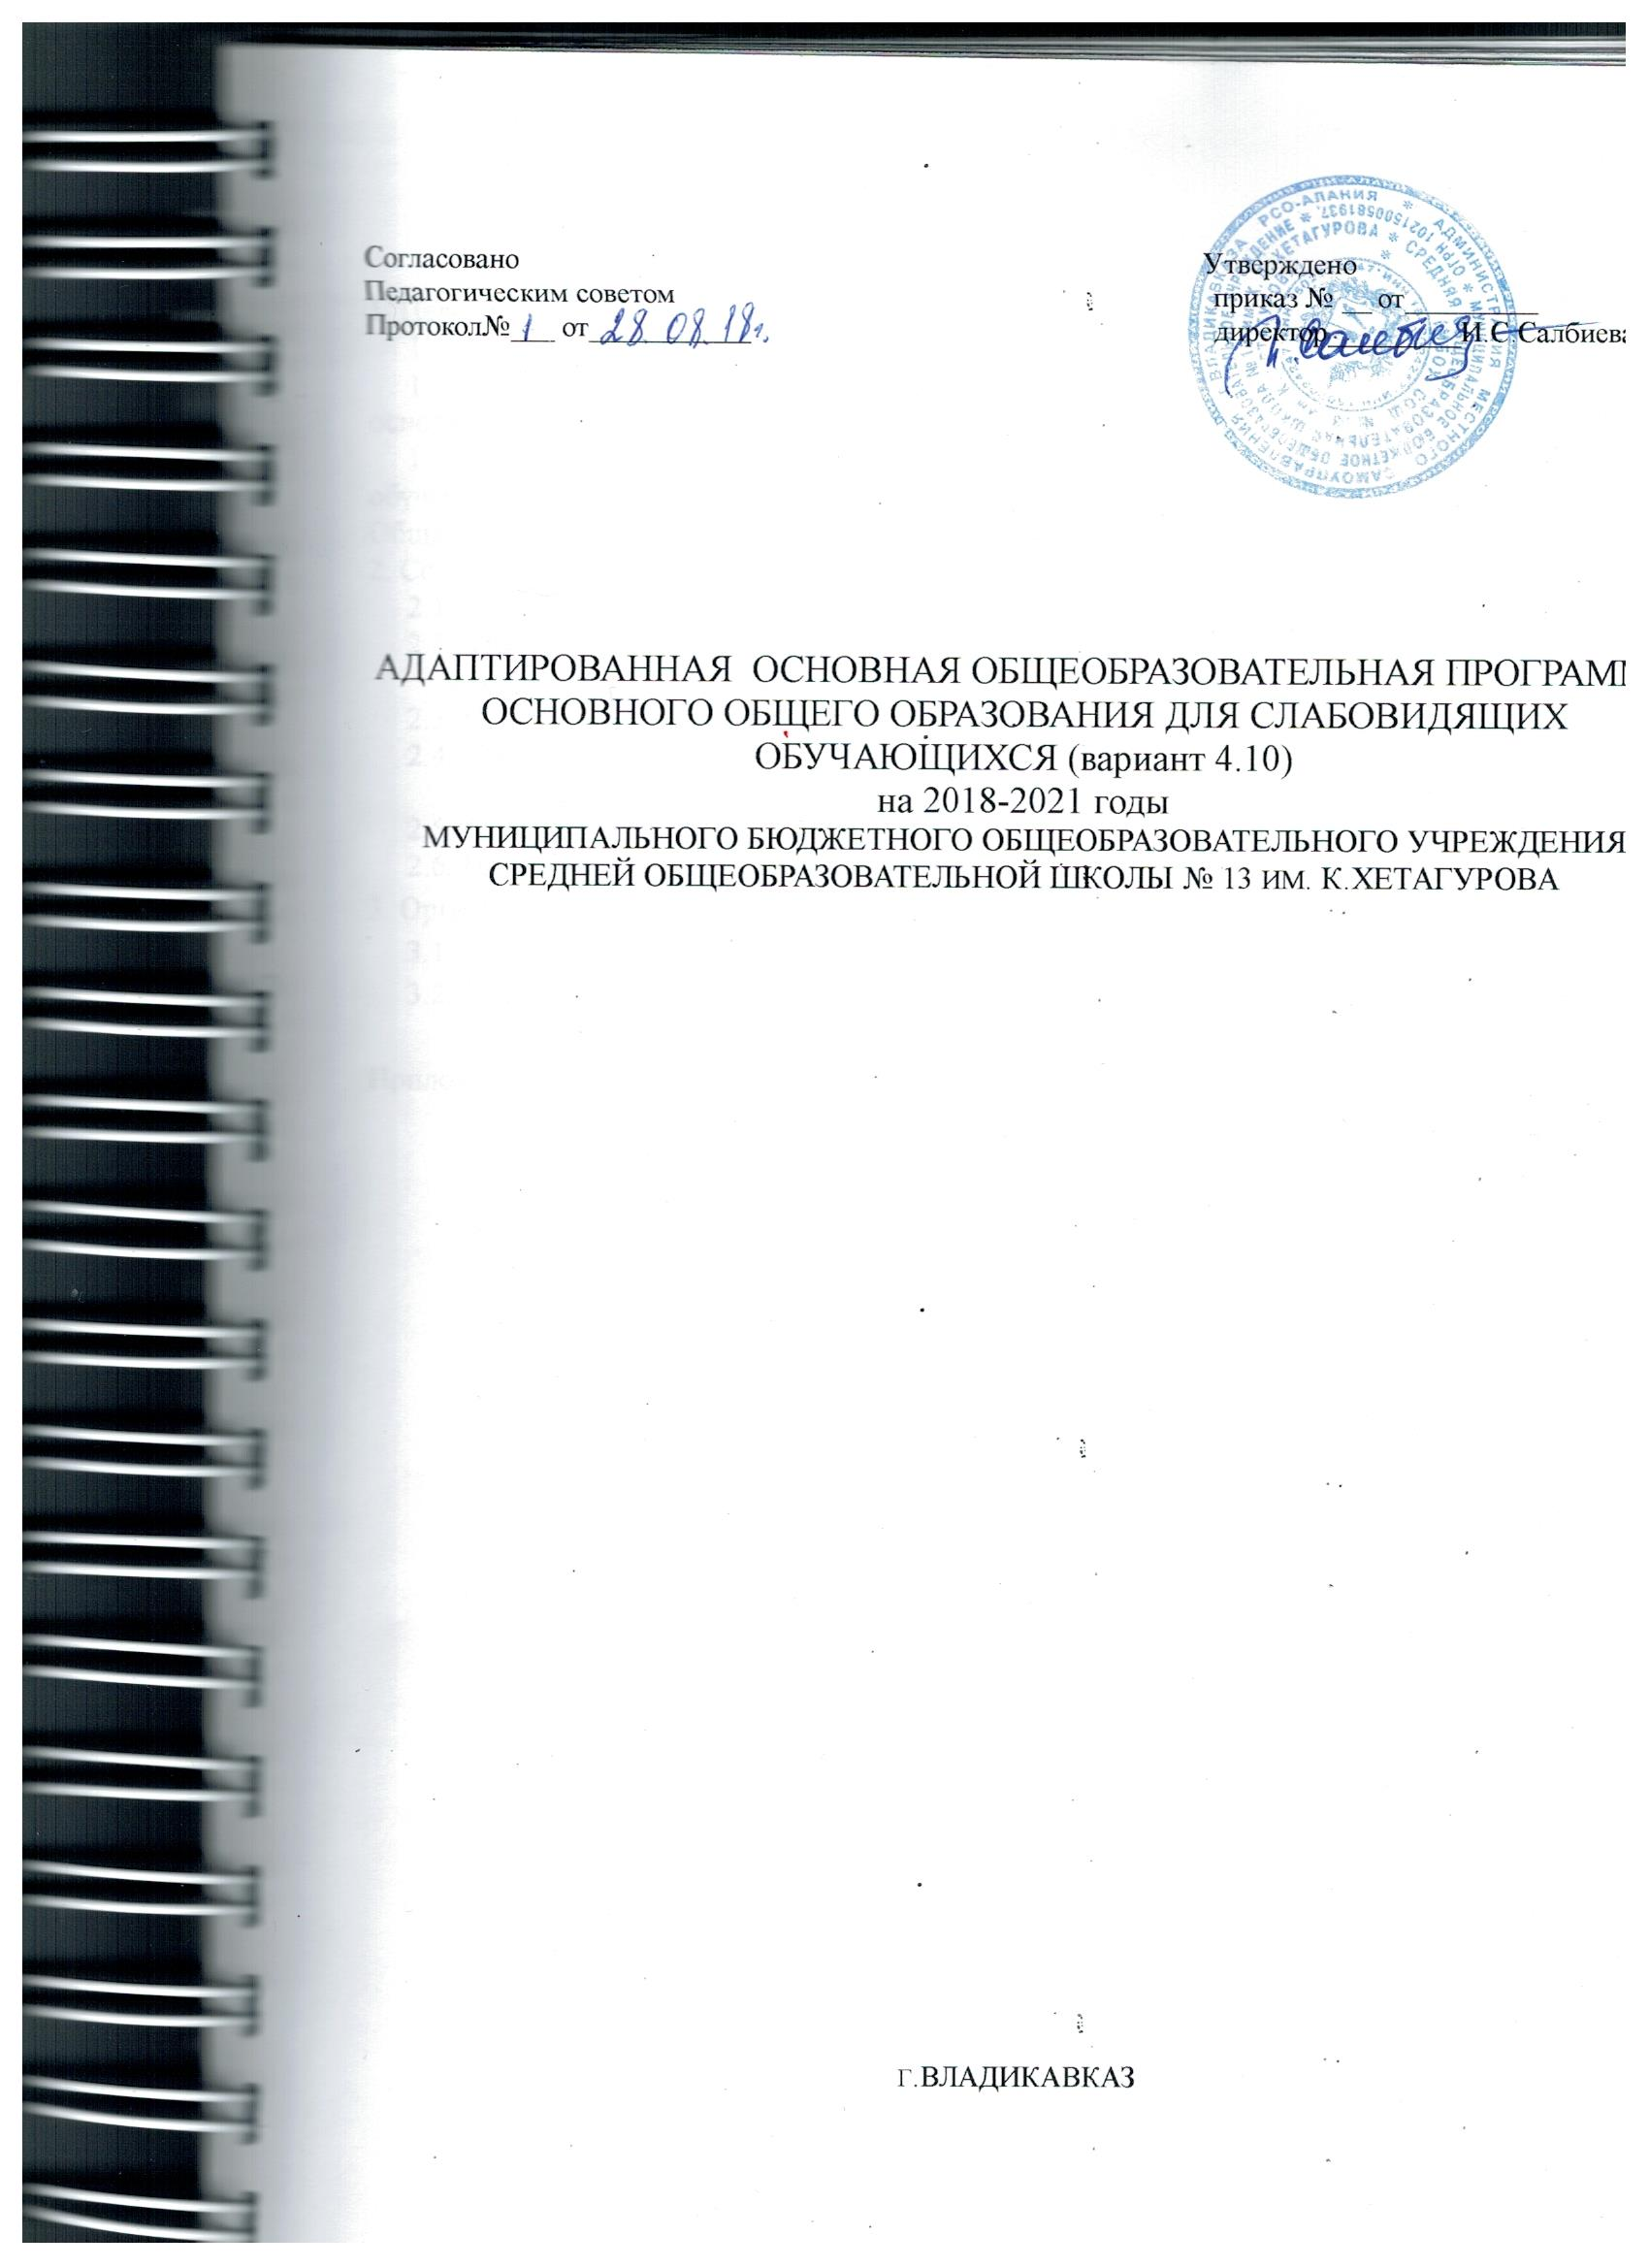 Согласовано
Педагогическим советом
Протокол№ 1 от 28.08.18г.
Утверждено
приказ № __ от __________
директор __________ И.С Салбиева
АДАПТИРОВАННАЯ ОСНОВНАЯ ОБЩЕОБРАЗОВАТЕЛЬНАЯ ПРОГРАММ
ОСНОВНОГО ОБЩЕГО ОБРАЗОВАНИЯ ДЛЯ СЛАБОВИДЯЩИХ
ОБУЧАЮЩИХСЯ (вариант 4.10)
на 2018-2021 годы
МУНИЦИПАЛЬНОГО БЮДЖЕТНОГО ОБЩЕОБРАЗОВАТЕЛЬНОГО УЧРЕЖДЕНИЯ
СРЕДНЕЙ ОБЩЕОБРАЗОВАТЕЛЬНОЙ ШКОЛЫ № 13 ИМ. К.ХЕТАГУРОВА
Г.ВЛАДИКАВКАЗ